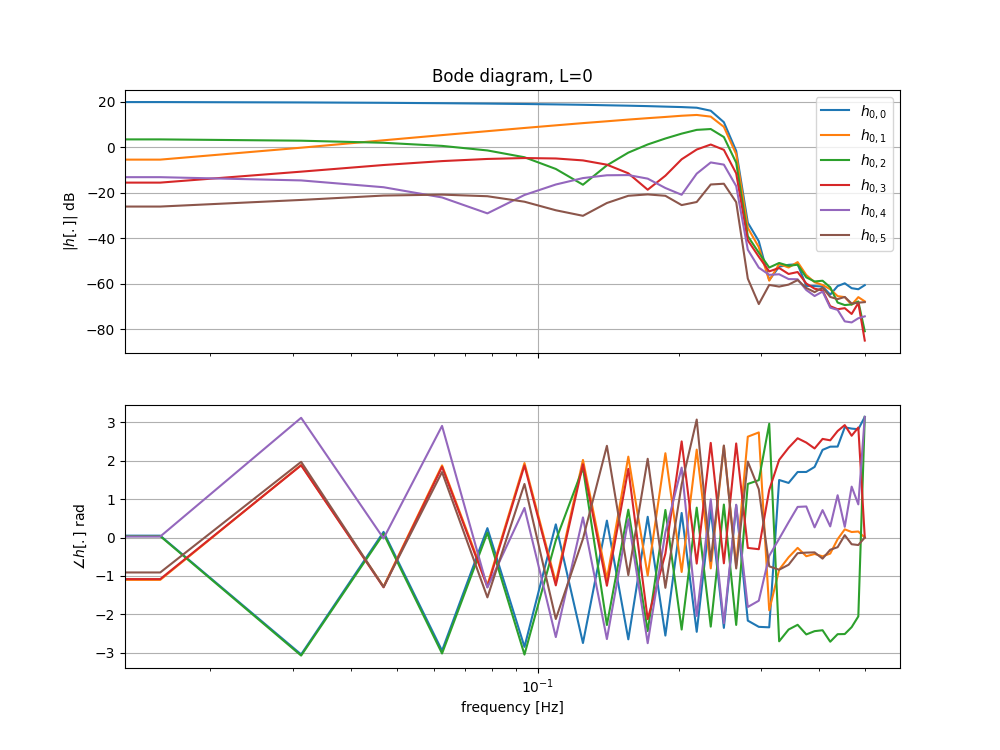 Bode diagram, L=0
|h[.]| dB
20
0
−20
−40
−60
−80
h0,0
h0,1
h0,2
h0,3
h0,4
h0,5
∠h[.] rad
3
2
1
0
−1
−2
−3
10−1
frequency [Hz]